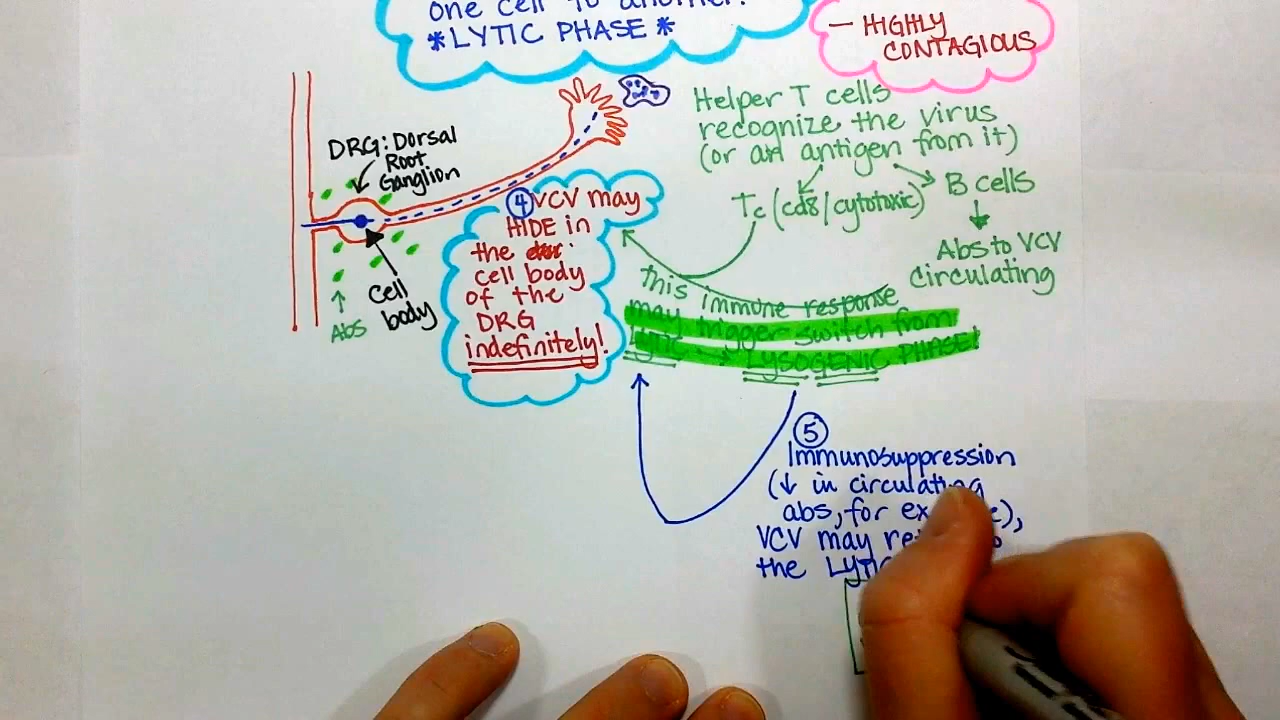 one cell to another.
*LYTIC PHASE*
— HIGHLY
CONTAGIOUS
DRG: Dorsal
Root
Ganglion
Cell
body
Abs
④ VCV may
HIDE in
the
cell body
of the
DRG
indefinitely!
Helper T cells
recognize the virus
(or an antigen from it)
Tc (cd8/cytotoxic)
B cells
Abs to VCV
circulating
this immune response
may trigger switch from
LYTIC → LYSOGENIC PHASE!
⑤
Immunosuppression
(↓ in circulating
abs, for
VCV may
the